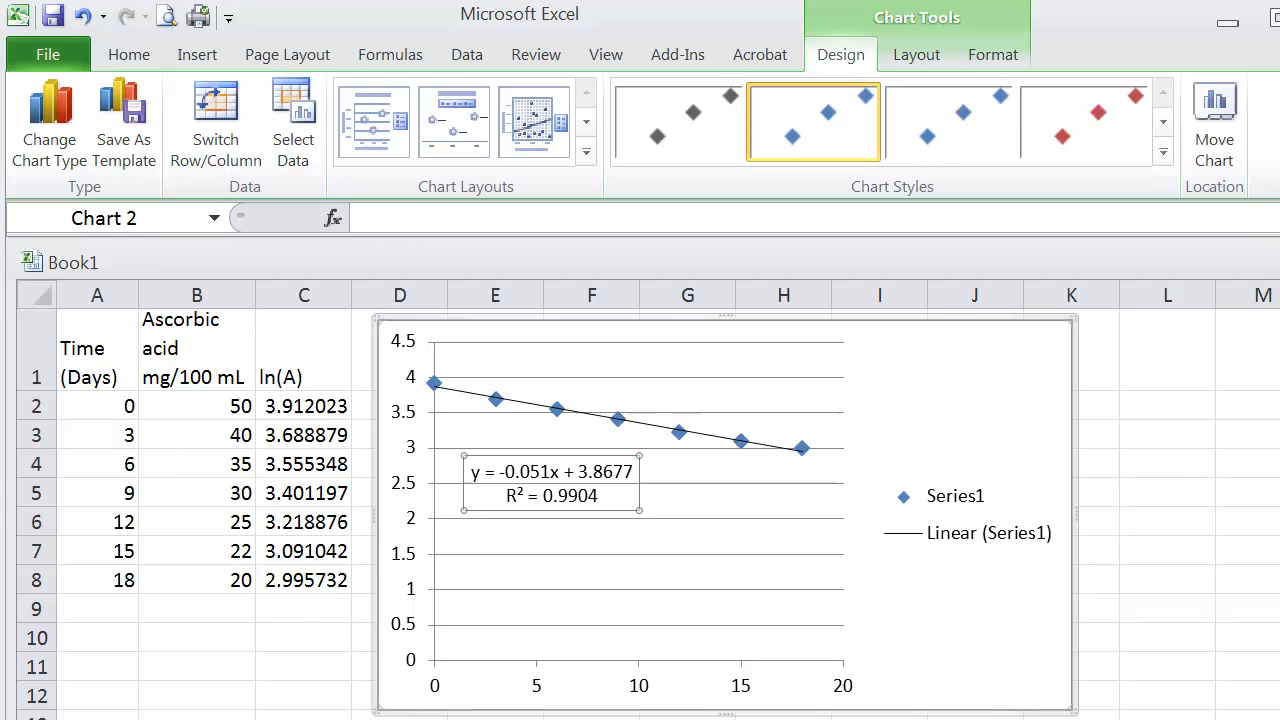 Microsoft Excel
Chart Tools
File Home Insert Page Layout Formulas Data Review View Add-Ins Acrobat Design Layout Format
Change Chart Type
Save As Template
Switch Row/Column
Select Data
Move Chart
Type Data Chart Layouts Chart Styles Location
Chart 2 fx
Book1
A B C D E F G H I J K L M
1 Time (Days) Ascorbic acid mg/100 mL ln(A)
2 0 50 3.912023
3 3 40 3.688879
4 6 35 3.555348
5 9 30 3.401197
6 12 25 3.218876
7 15 22 3.091042
8 18 20 2.995732
9
10
11
12
4.5
4
3.5
3
2.5
2
1.5
1
0.5
0
0 5 10 15 20
y = -0.051x + 3.8677
R² = 0.9904
Series1
Linear (Series1)